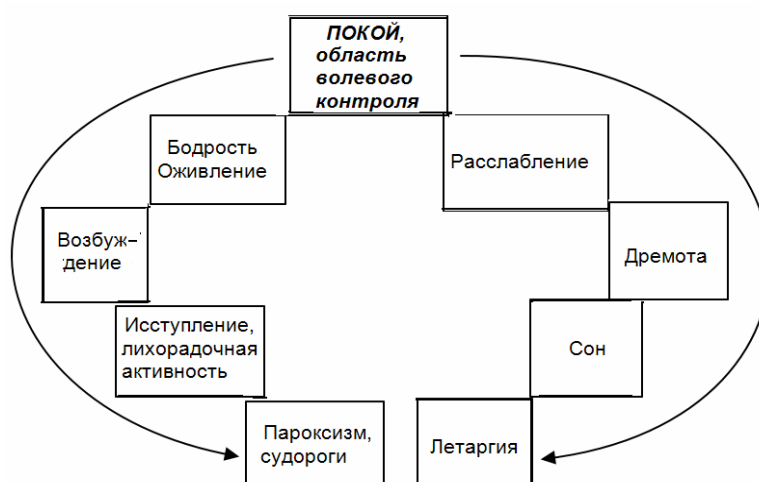 ПОКОЙ,
область
волевого
контроля
Бодрость
Оживление
Расслабление
Возбуж–
дение
Дремота
Исступление,
лихорадочная
активность
Сон
Пароксизм,
судороги
Летаргия